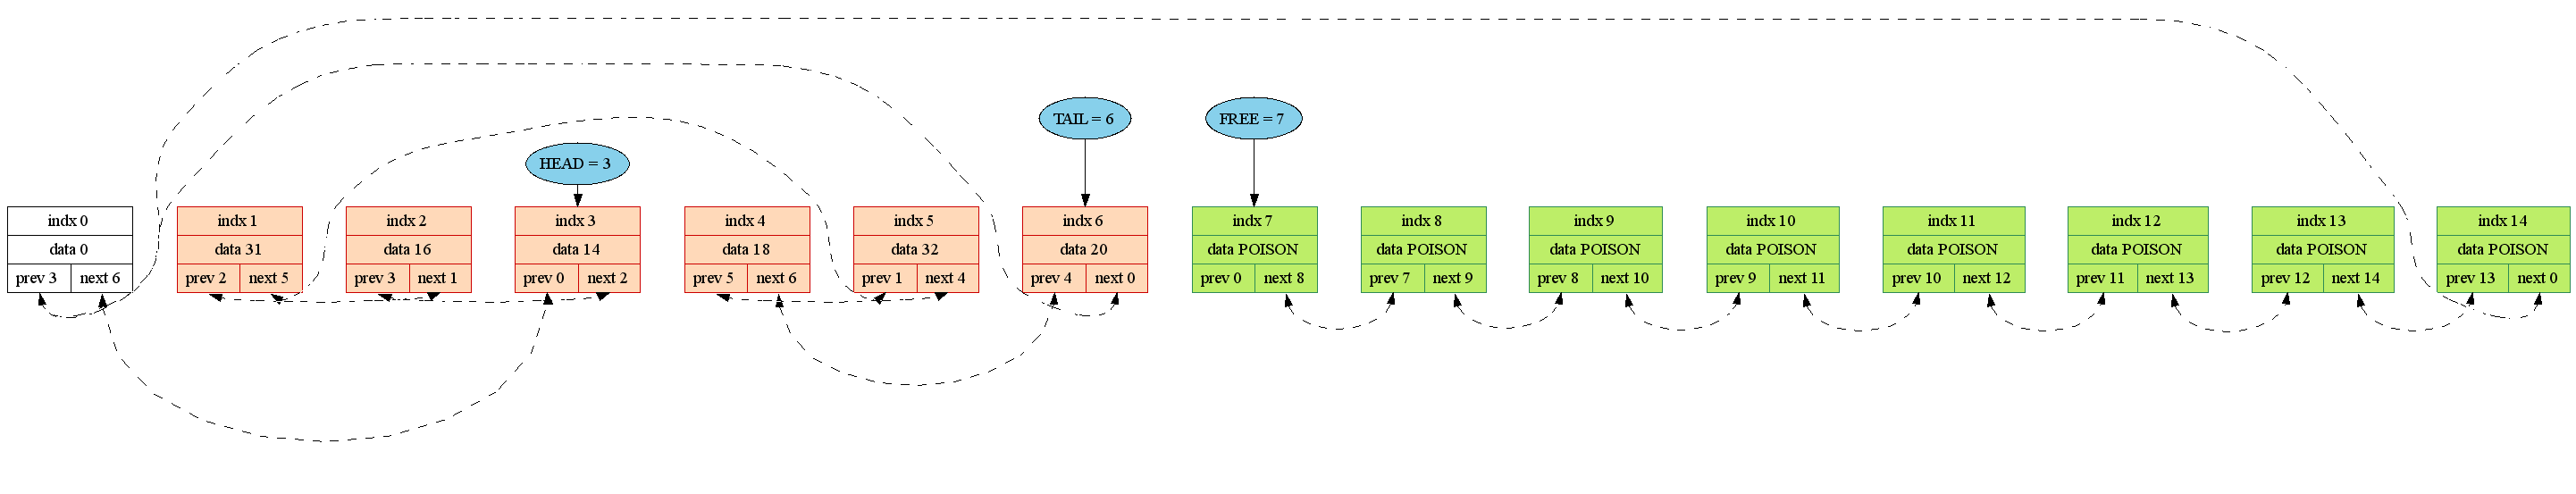 TAIL = 6
FREE = 7
HEAD = 3
indx 0
data 0
prev 3 next 6
indx 1
data 31
prev 2 next 5
indx 2
data 16
prev 3 next 1
indx 3
data 14
prev 0 next 2
indx 4
data 18
prev 5 next 6
indx 5
data 32
prev 1 next 4
indx 6
data 20
prev 4 next 0
indx 7
data POISON
prev 0 next 8
indx 8
data POISON
prev 7 next 9
indx 9
data POISON
prev 8 next 10
indx 10
data POISON
prev 9 next 11
indx 11
data POISON
prev 10 next 12
indx 12
data POISON
prev 11 next 13
indx 13
data POISON
prev 12 next 14
indx 14
data POISON
prev 13 next 0